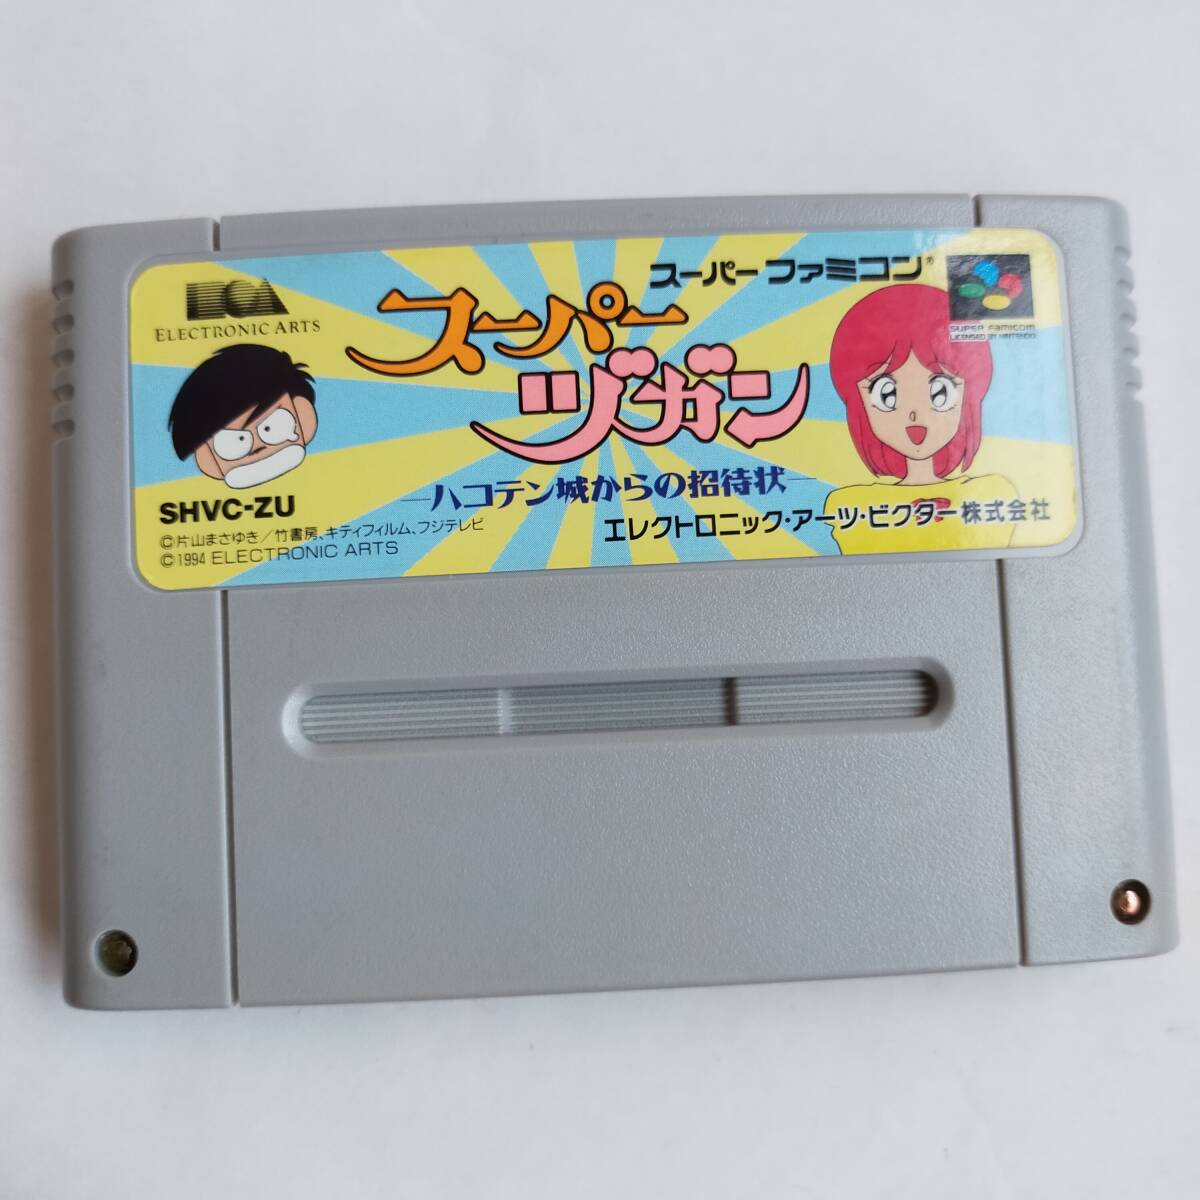 ELECTRONIC ARTS
スーパーファミコン®
SUPER FAMICOM
LICENSED BY NINTENDO
スーパー
ヅガン
―ハコテン城からの招待状―
SHVC-ZU
エレクトロニック・アーツ・ビクター株式会社
©片山まさゆき／竹書房、キティフィルム、フジテレビ
©1994 ELECTRONIC ARTS